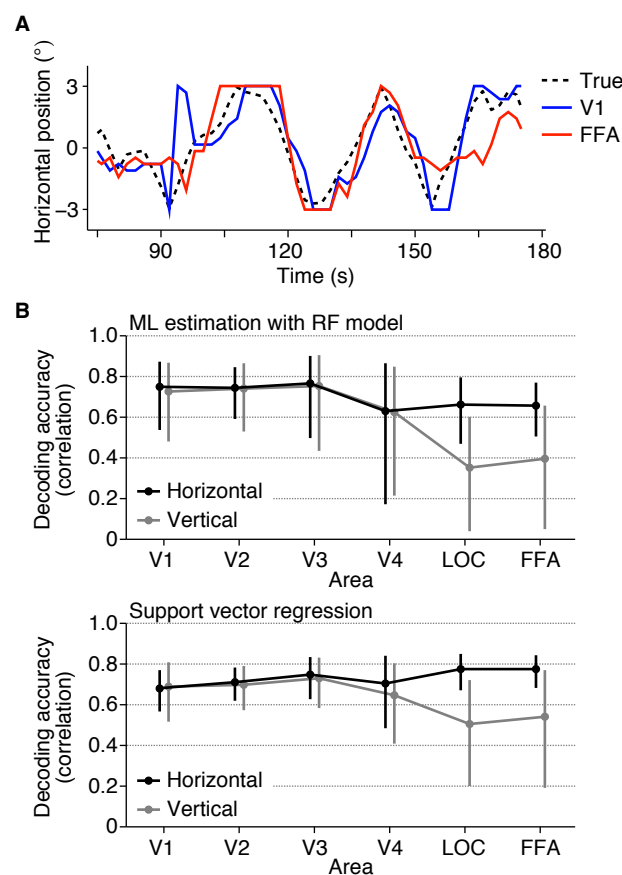 A
Horizontal position (°)
3
0
−3
90
120
150
180
Time (s)
True
V1
FFA
B
ML estimation with RF model
Decoding accuracy
(correlation)
1.0
0.8
0.6
0.4
0.2
0
Horizontal
Vertical
V1 V2 V3 V4 LOC FFA
Area
Support vector regression
Decoding accuracy
(correlation)
1.0
0.8
0.6
0.4
0.2
0
Horizontal
Vertical
V1 V2 V3 V4 LOC FFA
Area